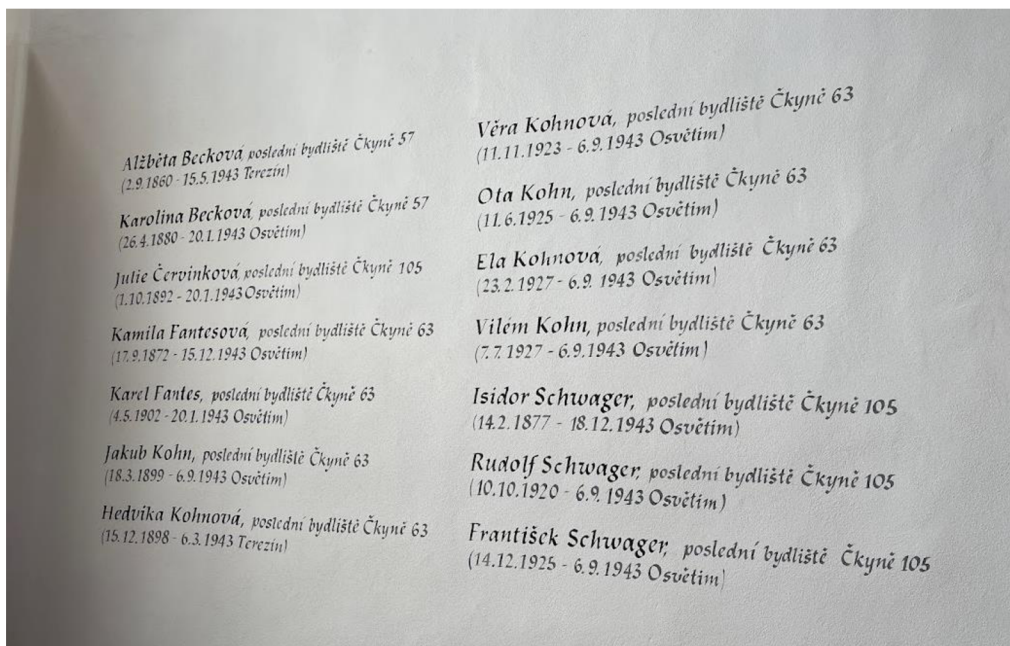 Alžběta Becková, poslední bydliště Čkyně 57
(2.9.1860 - 15.5.1943 Terezín)
Karolina Becková, poslední bydliště Čkyně 57
(26.4.1880 - 20.1.1943 Osvětim)
Julie Červinková, poslední bydliště Čkyně 105
(1.10.1892 - 20.1.1943 Osvětim)
Kamila Fantesová, poslední bydliště Čkyně 63
(17.9.1872 - 15.12.1943 Osvětim)
Karel Fantes, poslední bydliště Čkyně 63
(4.5.1902 - 20.1.1943 Osvětim)
Jakub Kohn, poslední bydliště Čkyně 63
(18.3.1899 - 6.9.1943 Osvětim)
Hedvika Kohnová, poslední bydliště Čkyně 63
(15.12.1898 - 6.3.1943 Terezín)
Věra Kohnová, poslední bydliště Čkyně 63
(11.11.1923 - 6.9.1943 Osvětim)
Ota Kohn, poslední bydliště Čkyně 63
(11.6.1925 - 6.9.1943 Osvětim)
Ela Kohnová, poslední bydliště Čkyně 63
(23.2.1927 - 6.9. 1943 Osvětim)
Vilém Kohn, poslední bydliště Čkyně 63
(7.7.1927 - 6.9.1943 Osvětim)
Isidor Schwager, poslední bydliště Čkyně 105
(14.2.1877 - 18.12.1943 Osvětim)
Rudolf Schwager, poslední bydliště Čkyně 105
(10.10.1920 - 6.9. 1943 Osvětim)
František Schwager, poslední bydliště Čkyně 105
(14.12.1925 - 6.9.1943 Osvětim)